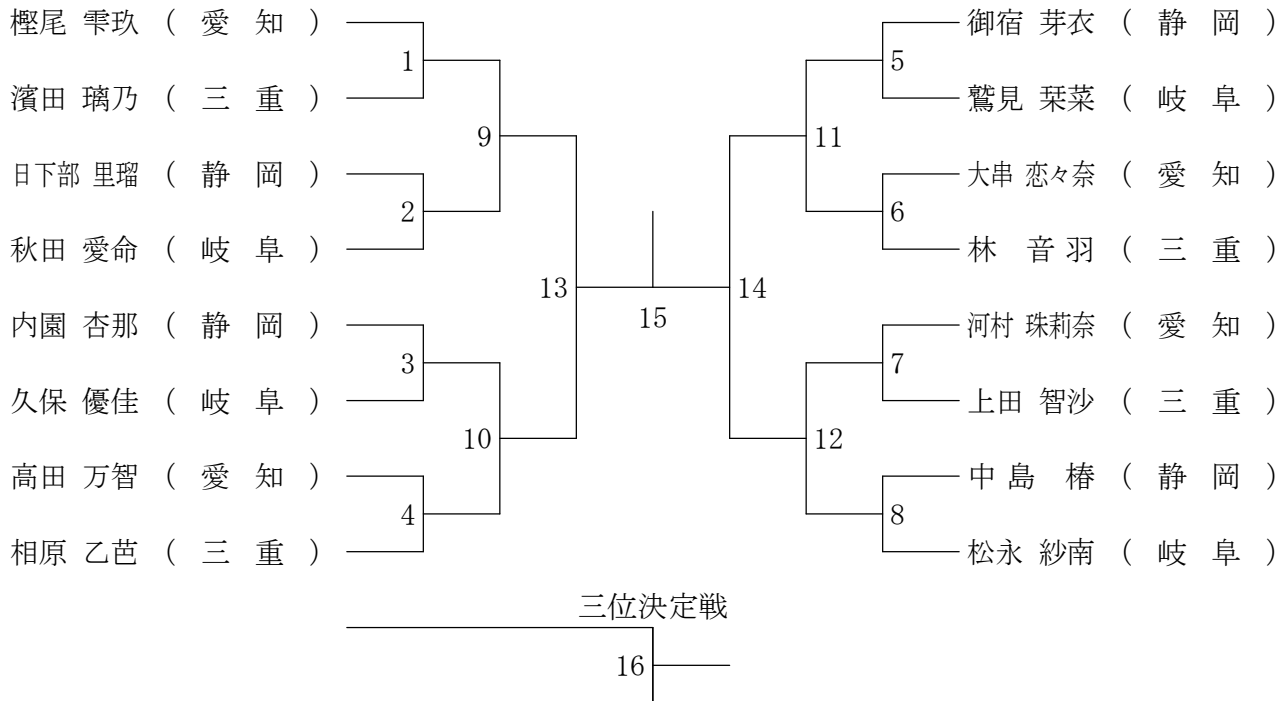 樫尾 雫玖 ( 愛 知 )
1
濱田 璃乃 ( 三 重 )
9
日下部 里瑠 ( 静 岡 )
2
秋田 愛命 ( 岐 阜 )
13
内園 杏那 ( 静 岡 )
3
久保 優佳 ( 岐 阜 )
10
高田 万智 ( 愛 知 )
4
相原 乙芭 ( 三 重 )
15
御宿 芽衣 ( 静 岡 )
5
鷲見 栞菜 ( 岐 阜 )
11
大串 恋々奈 ( 愛 知 )
6
林 音羽 ( 三 重 )
14
河村 珠莉奈 ( 愛 知 )
7
上田 智沙 ( 三 重 )
12
中島 椿 ( 静 岡 )
8
松永 紗南 ( 岐 阜 )
三位決定戦
16